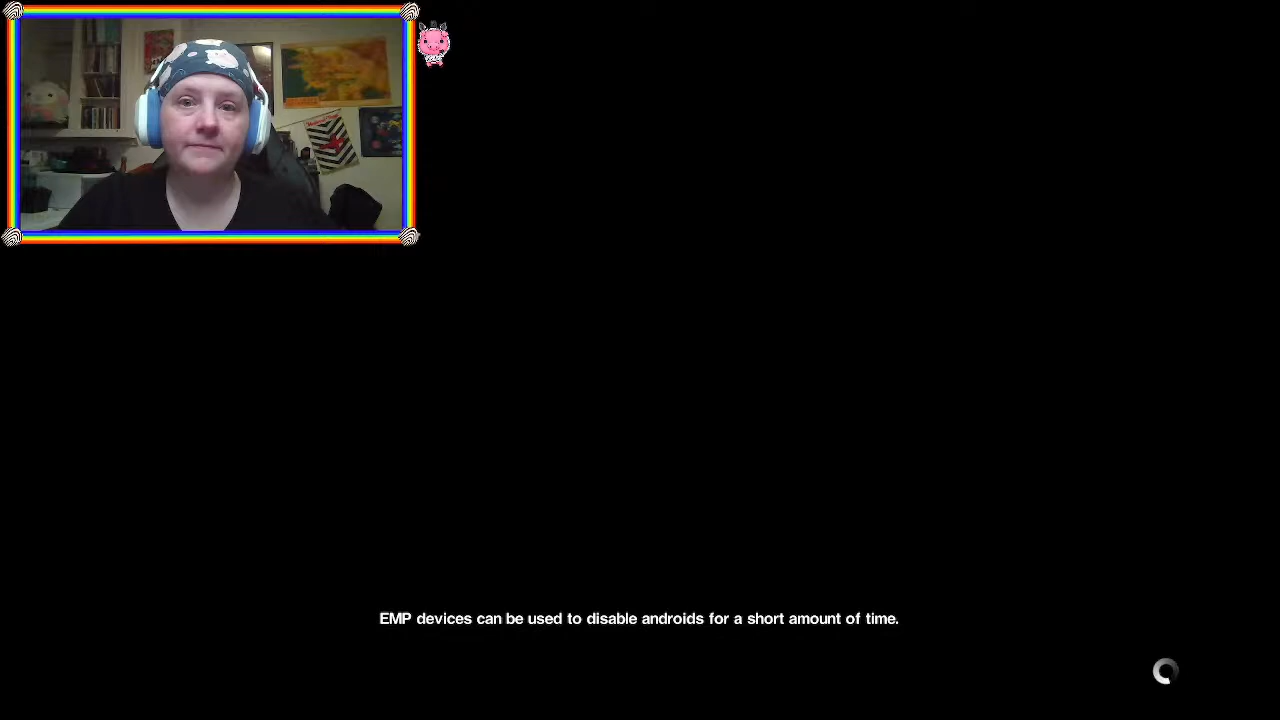 EMP devices can be used to disable androids for a short amount of time.